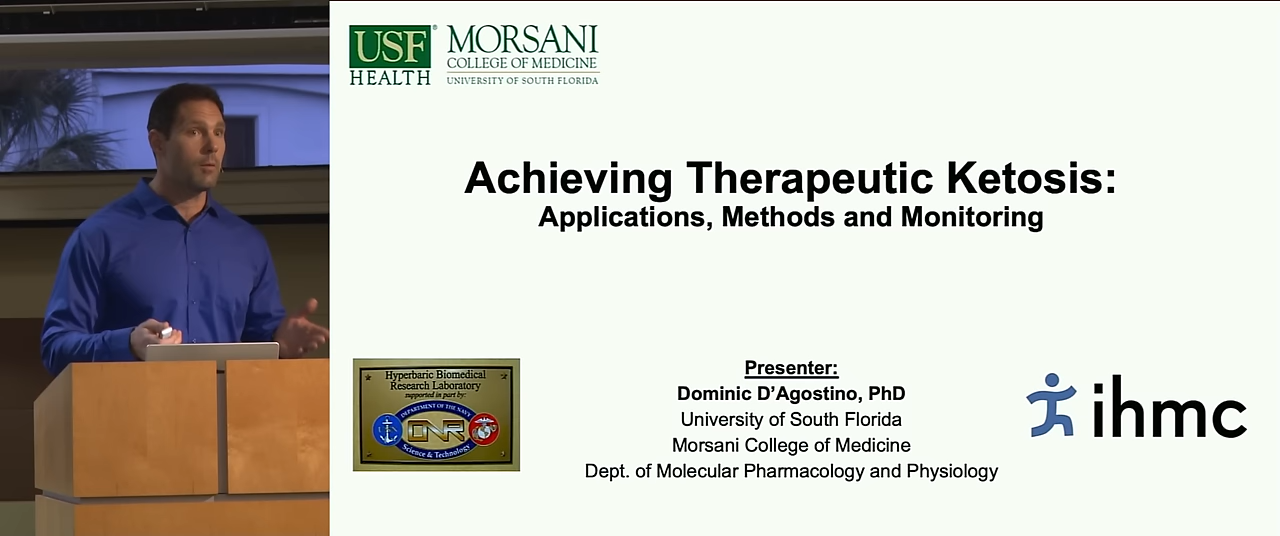 USF
HEALTH
®
MORSANI
COLLEGE OF MEDICINE
UNIVERSITY OF SOUTH FLORIDA
Achieving Therapeutic Ketosis:
Applications, Methods and Monitoring
Hyperbaric Biomedical
Research Laboratory
supported in part by:
DEPARTMENT OF THE NAVY
ONR
Science & Technology
Presenter:
Dominic D’Agostino, PhD
University of South Florida
Morsani College of Medicine
Dept. of Molecular Pharmacology and Physiology
ihmc